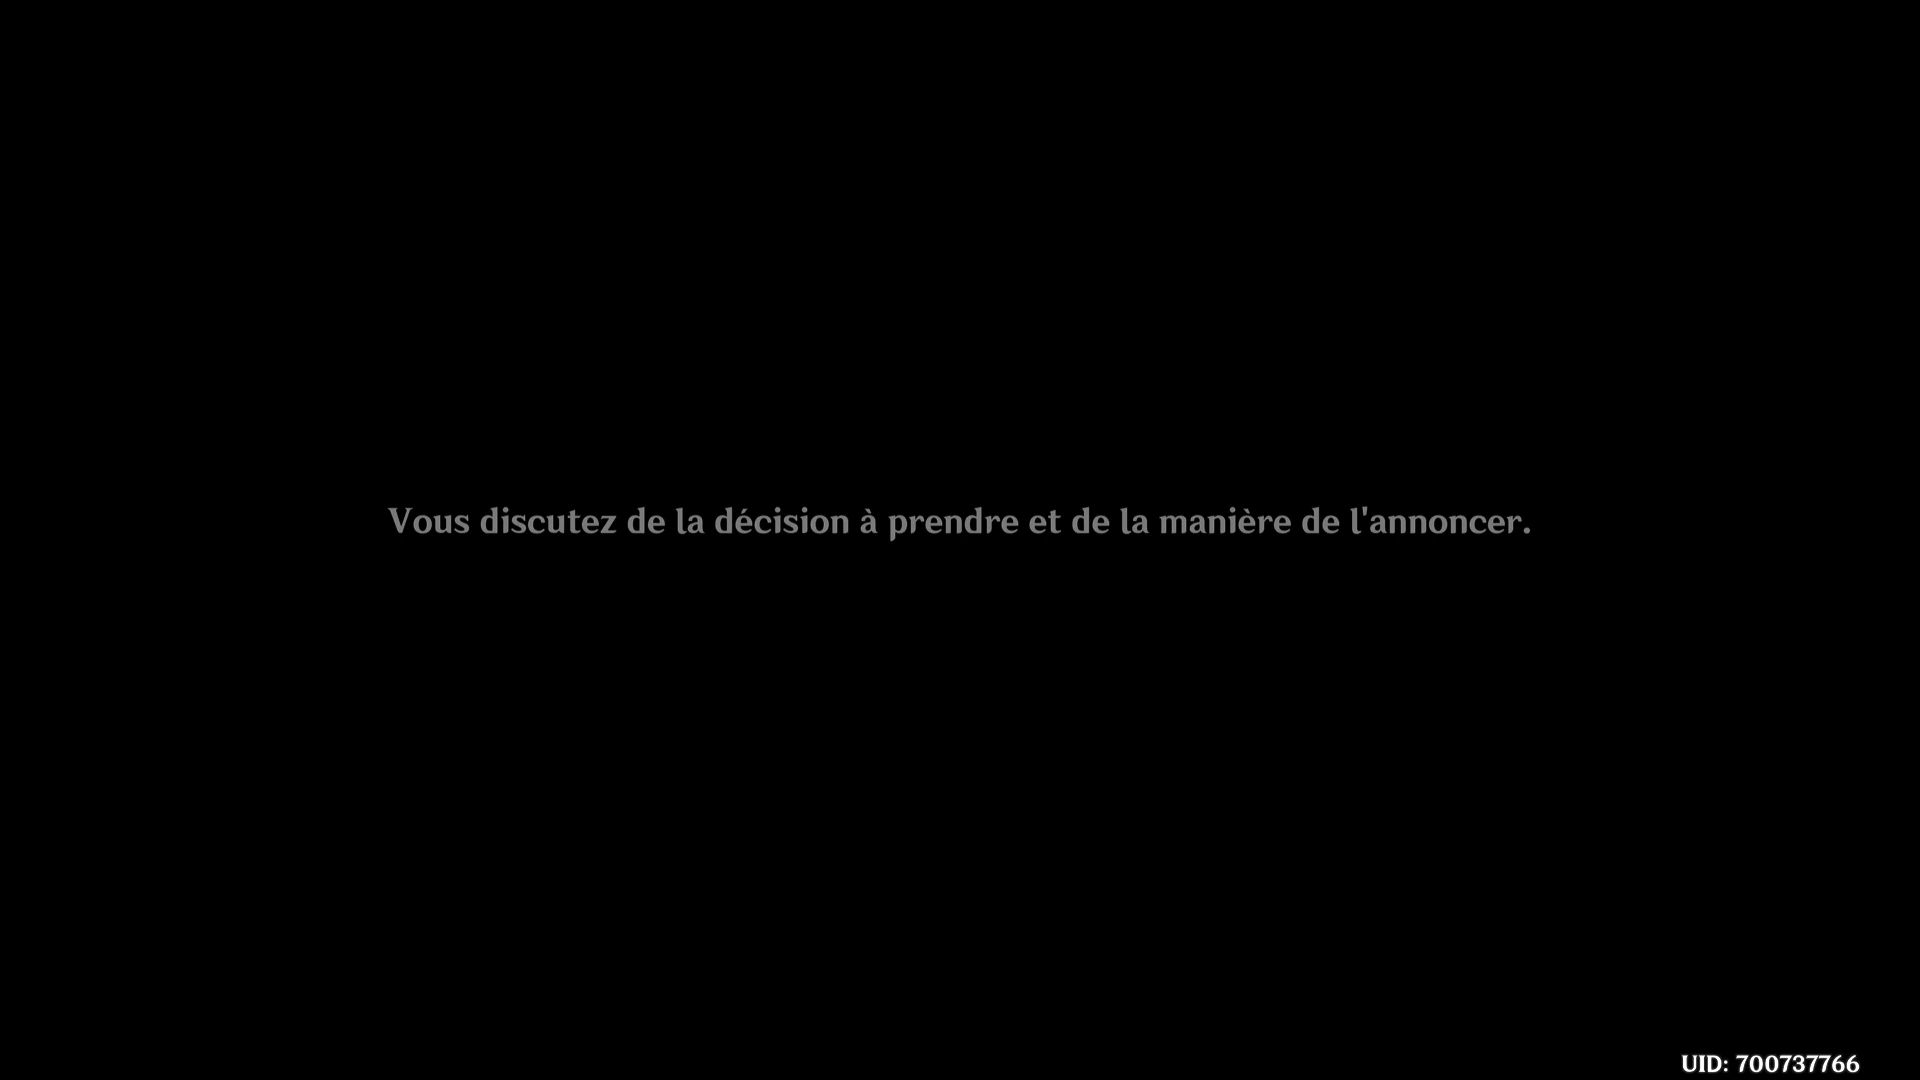 Vous discutez de la décision à prendre et de la manière de l'annoncer.
UID: 700737766